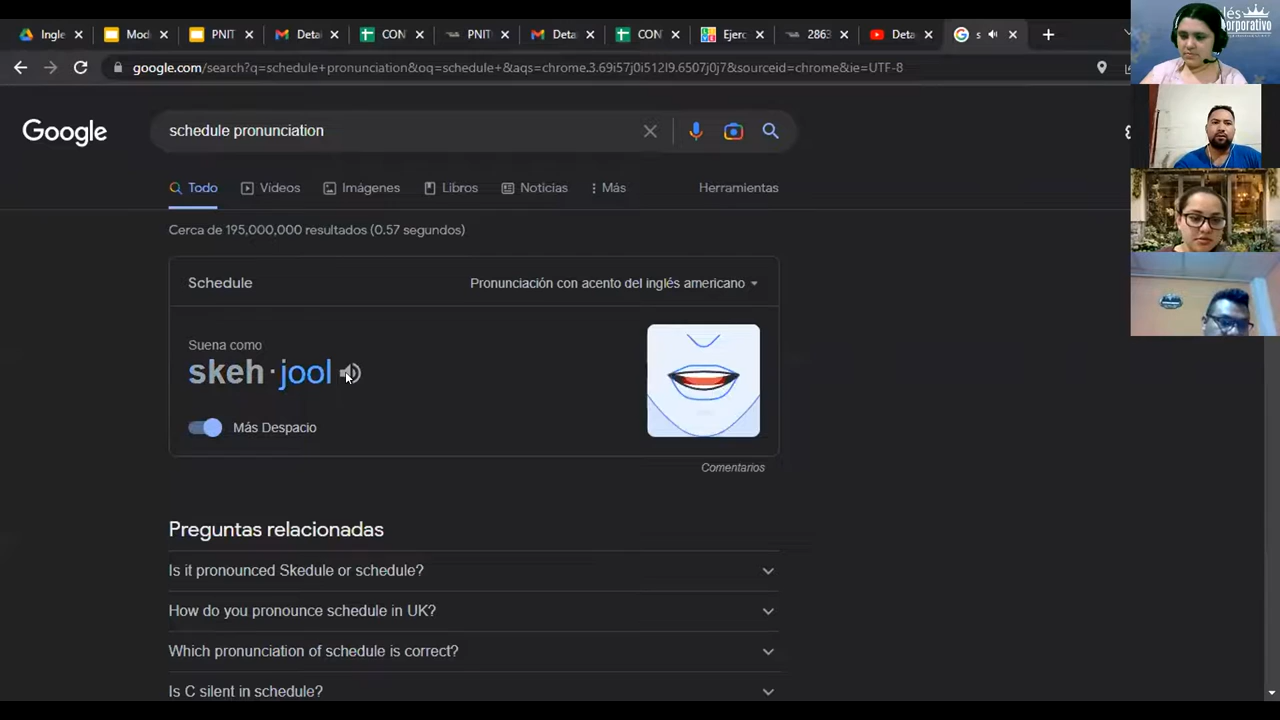 Ingle
Mod
PNIT
Detal
CON
PNIT
Detal
CON
Ejerc
2863
Deta
s
google.com/search?q=schedule+pronunciation&oq=schedule+&aqs=chrome.3.69i57j0i512l9.6507j0j7&sourceid=chrome&ie=UTF-8
lés
orporativo
Google
schedule pronunciation
Todo
Videos
Imágenes
Libros
Noticias
Más
Herramientas
Cerca de 195,000,000 resultados (0.57 segundos)
Schedule
Pronunciación con acento del inglés americano
Suena como
skeh · jool
Más Despacio
Comentarios
Preguntas relacionadas
Is it pronounced Skedule or schedule?
How do you pronounce schedule in UK?
Which pronunciation of schedule is correct?
Is C silent in schedule?